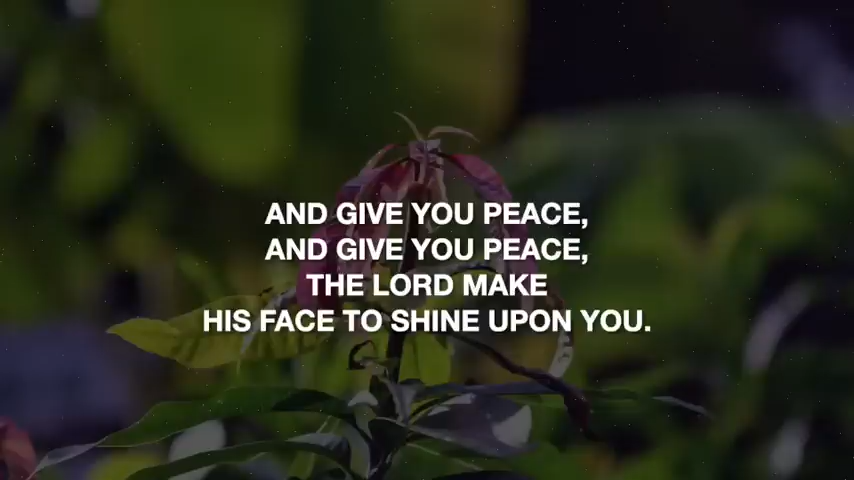 AND GIVE YOU PEACE,
AND GIVE YOU PEACE,
THE LORD MAKE
HIS FACE TO SHINE UPON YOU.